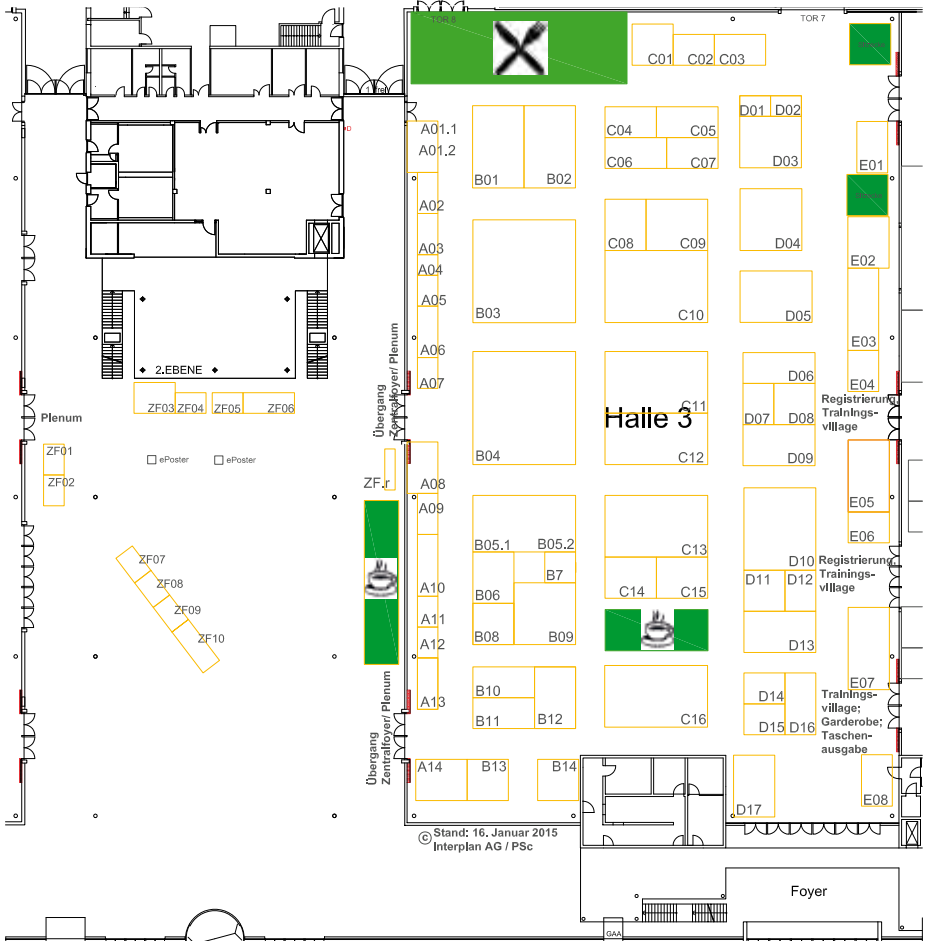 TOR 8
TOR 7
C01
C02
C03
D01
D02
A01.1
A01.2
C04
C05
C06
C07
D03
E01
B01
B02
A02
A03
C08
C09
D04
E02
A04
A05
B03
C10
D05
A06
A07
E03
E04
2.EBENE
ZF03
ZF04
ZF05
ZF06
Plenum
Übergang
Zentralfoyer/ Plenum
D06
D07
D08
C11
Halle 3
C12
B04
D09
Registrierung,
Trainings-
village
ZF01
ZF02
ePoster
ePoster
ZF.r
A08
A09
E05
E06
B05.1
B05.2
C13
D10
Registrierung,
Trainings-
village
ZF07
ZF08
ZF09
ZF10
A10
A11
A12
A13
B06
B7
B08
B09
C14
C15
D11
D12
D13
E07
B10
B11
B12
C16
D14
D15
D16
Trainings-
village;
Garderobe;
Taschen-
ausgabe
Übergang
Zentralfoyer/ Plenum
A14
B13
B14
D17
E08
© Stand: 16. Januar 2015
Interplan AG / PSc
Foyer
GAA